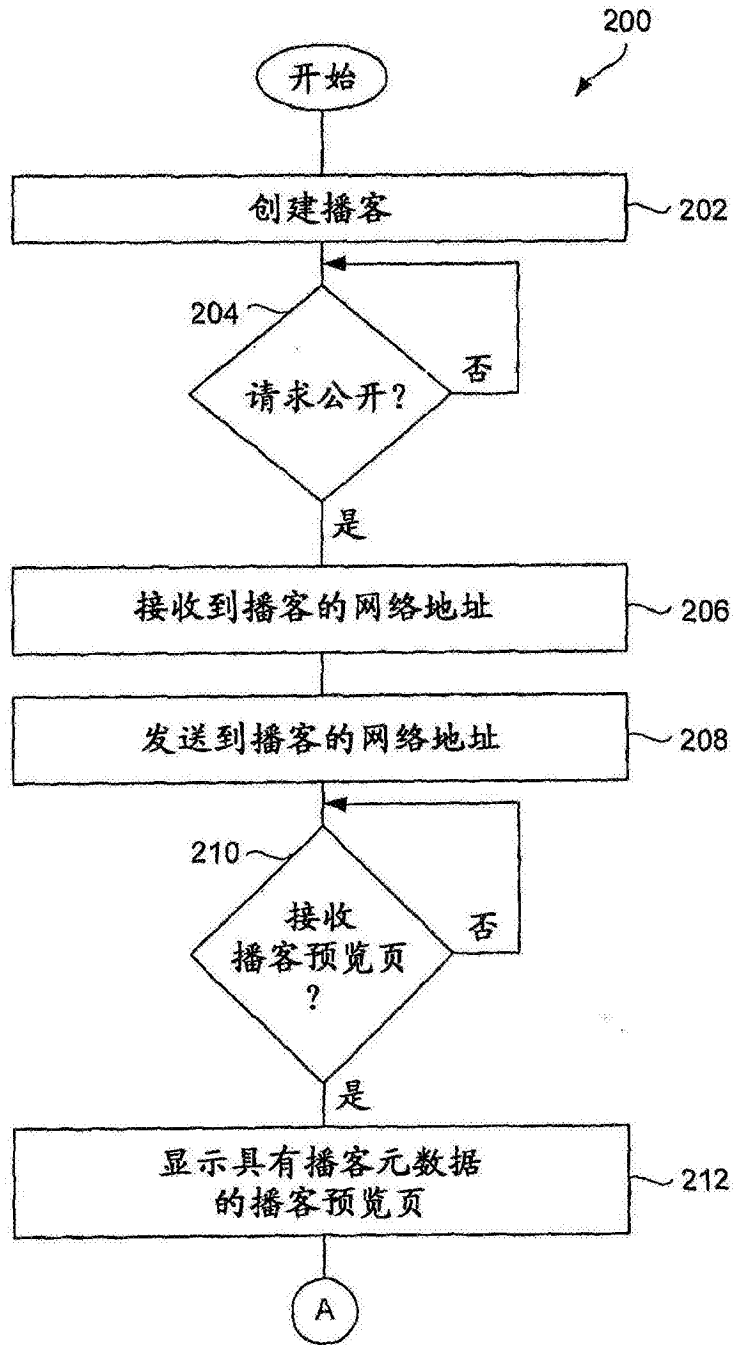 200
开始
创建播客
202
204
请求公开?
否
是
接收到播客的网络地址
206
发送到播客的网络地址
208
210
接收
播客预览页
?
否
是
显示具有播客元数据
的播客预览页
212
A